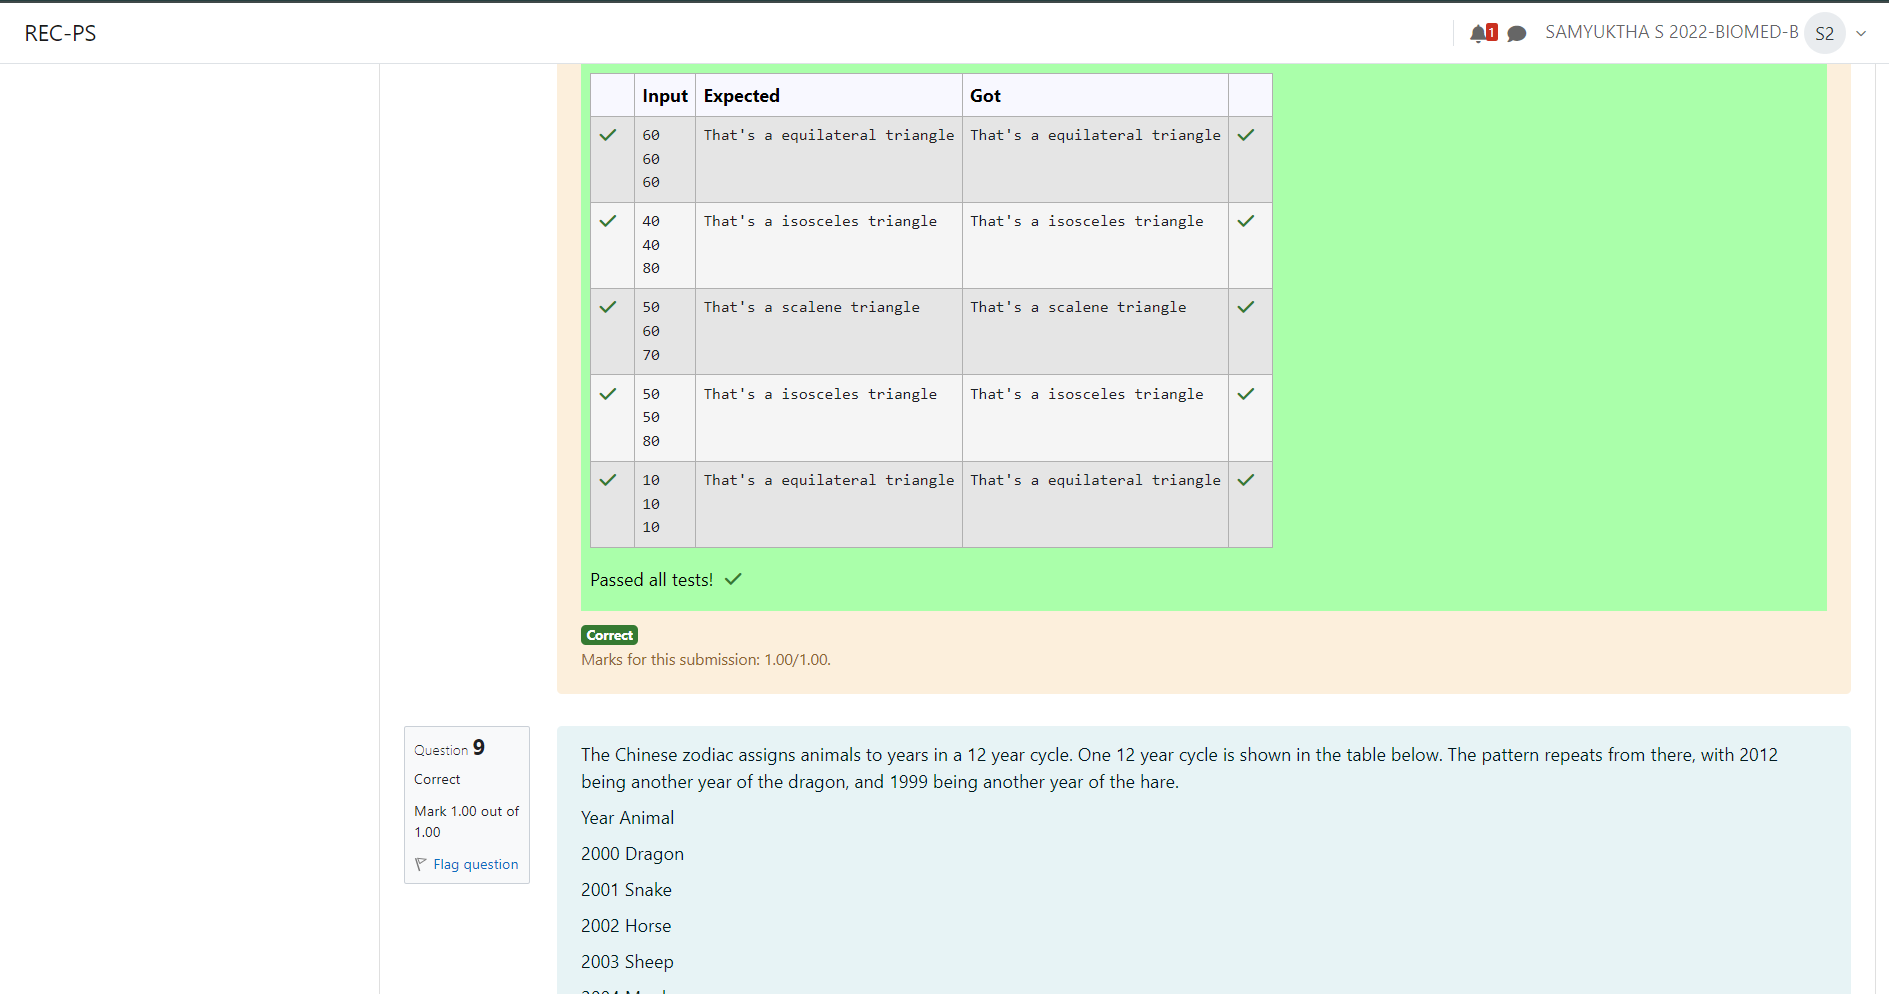 REC-PS
1
SAMYUKTHA S 2022-BIOMED-B
S2
Input Expected Got
60 That's a equilateral triangle That's a equilateral triangle
60
60
40 That's a isosceles triangle That's a isosceles triangle
40
80
50 That's a scalene triangle That's a scalene triangle
60
70
50 That's a isosceles triangle That's a isosceles triangle
50
80
10 That's a equilateral triangle That's a equilateral triangle
10
10
Passed all tests!
Correct
Marks for this submission: 1.00/1.00.
Question 9
Correct
Mark 1.00 out of
1.00
Flag question
The Chinese zodiac assigns animals to years in a 12 year cycle. One 12 year cycle is shown in the table below. The pattern repeats from there, with 2012
being another year of the dragon, and 1999 being another year of the hare.
Year Animal
2000 Dragon
2001 Snake
2002 Horse
2003 Sheep